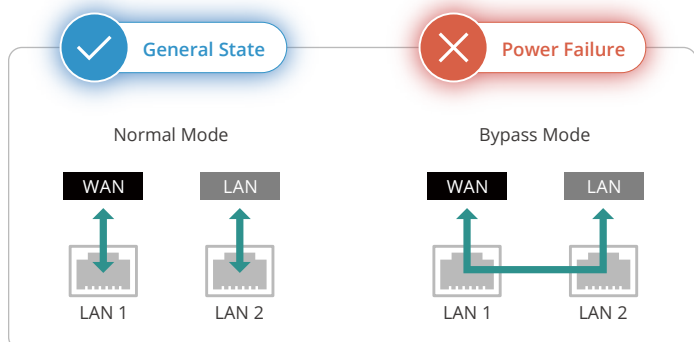 General State
Power Failure
Normal Mode
Bypass Mode
WAN
LAN
WAN
LAN
LAN 1
LAN 2
LAN 1
LAN 2